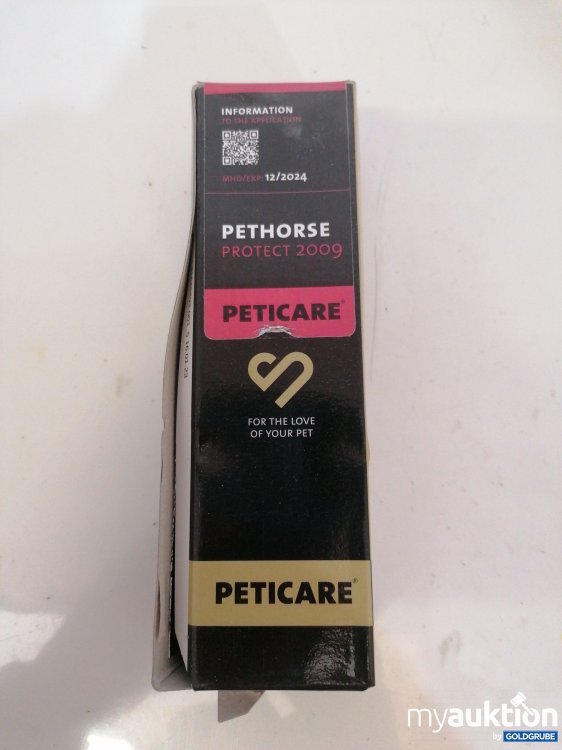 INFORMATION
TO THE APPLICATION
MHD/EXP: 12/2024
PETHORSE
PROTECT 2009
PETICARE®
FOR THE LOVE
OF YOUR PET
PETICARE®
myauktion
by GOLDGRUBE